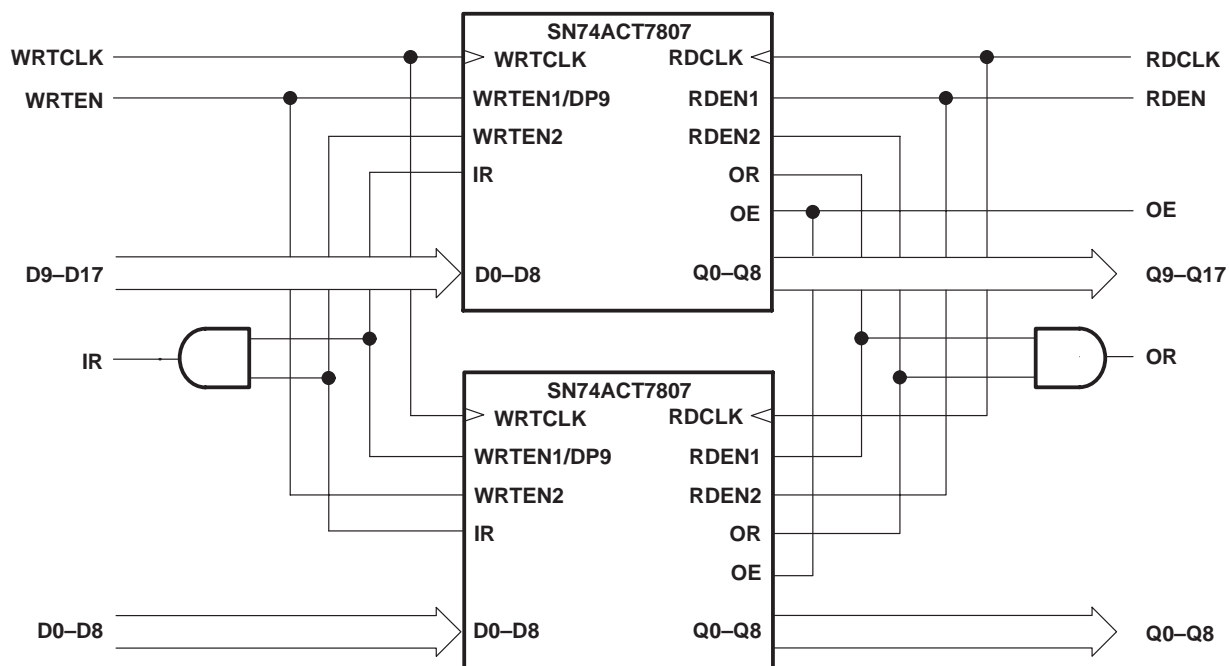 SN74ACT7807
WRTCLK WRTCLK RDCLK RDCLK
WRTEN WRTEN1/DP9 RDEN1 RDEN
WRTEN2 RDEN2
IR OR
OE OE
D9–D17 D0–D8 Q0–Q8 Q9–Q17
IR OR
SN74ACT7807
WRTCLK RDCLK
WRTEN1/DP9 RDEN1
WRTEN2 RDEN2
IR OR
OE
D0–D8 D0–D8 Q0–Q8 Q0–Q8